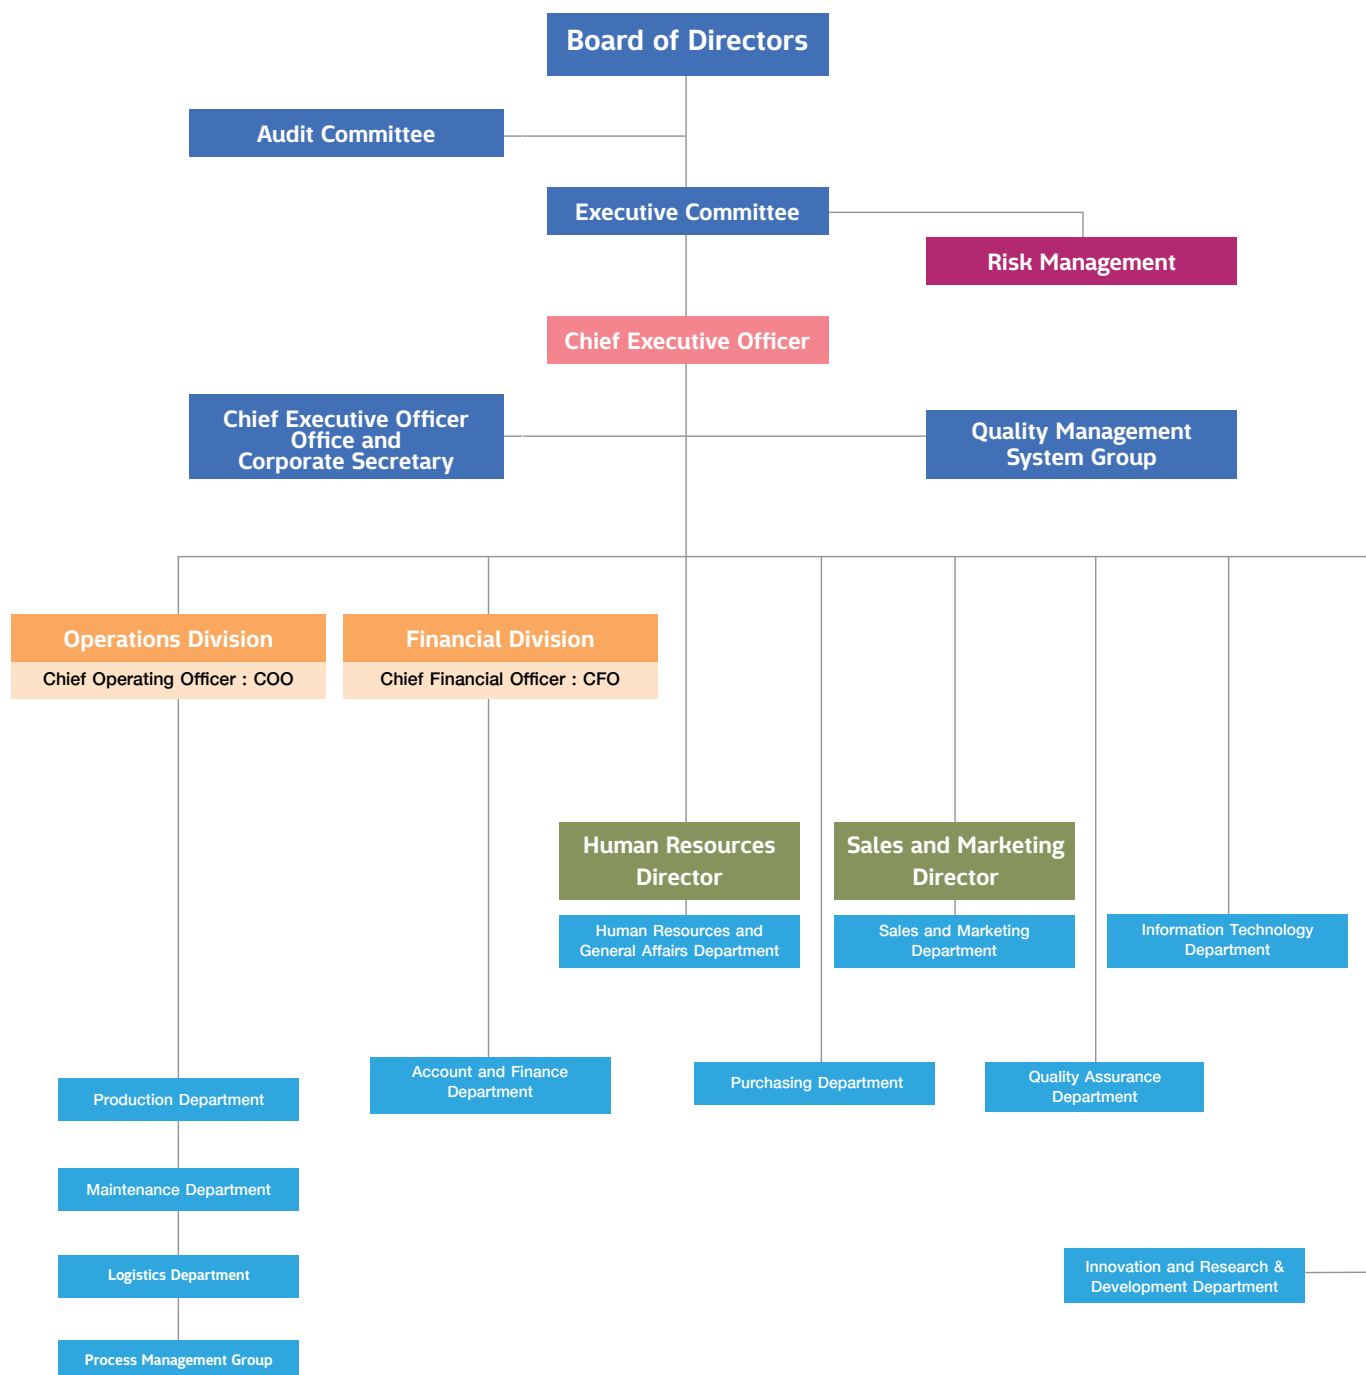 Board of Directors
Audit Committee
Executive Committee
Risk Management
Chief Executive Officer
Chief Executive Officer
Office and
Corporate Secretary
Quality Management
System Group
Operations Division
Chief Operating Officer : COO
Financial Division
Chief Financial Officer : CFO
Human Resources
Director
Sales and Marketing
Director
Human Resources and
General Affairs Department
Sales and Marketing
Department
Information Technology
Department
Account and Finance
Department
Purchasing Department
Quality Assurance
Department
Production Department
Maintenance Department
Logistics Department
Innovation and Research &
Development Department
Process Management Group